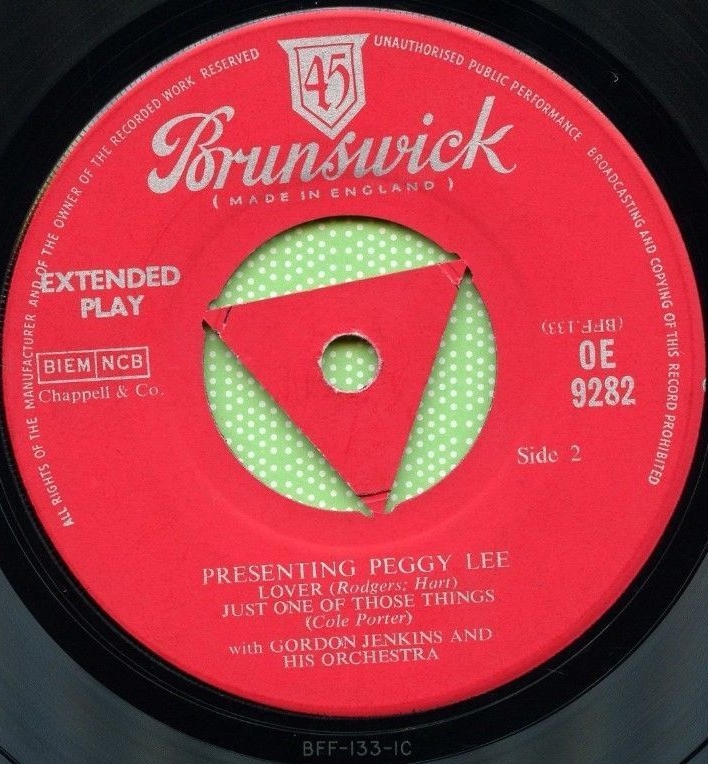 ALL RIGHTS OF THE MANUFACTURER AND OF THE OWNER OF THE RECORDED WORK RESERVED
UNAUTHORISED PUBLIC PERFORMANCE BROADCASTING AND COPYING OF THIS RECORD PROHIBITED
45
Brunswick
( MADE IN ENGLAND )
EXTENDED
PLAY
BIEM NCB
Chappell & Co.
(BFF.133)
OE
9282
Side 2
PRESENTING PEGGY LEE
LOVER (Rodgers; Hart)
JUST ONE OF THOSE THINGS
(Cole Porter)
with GORDON JENKINS AND
HIS ORCHESTRA
BFF-133-1C